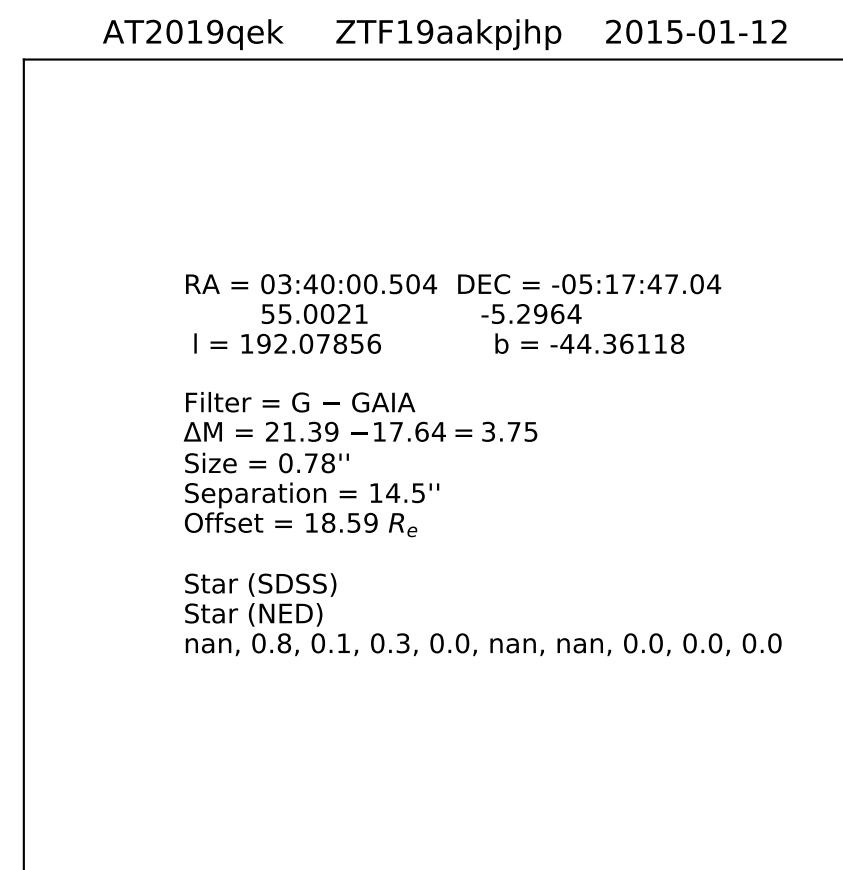 AT2019qek ZTF19aakpjhp 2015-01-12
RA = 03:40:00.504 DEC = -05:17:47.04
55.0021 -5.2964
l = 192.07856 b = -44.36118
Filter = G − GAIA
ΔM = 21.39 −17.64 = 3.75
Size = 0.78''
Separation = 14.5''
Offset = 18.59 Re
Star (SDSS)
Star (NED)
nan, 0.8, 0.1, 0.3, 0.0, nan, nan, 0.0, 0.0, 0.0